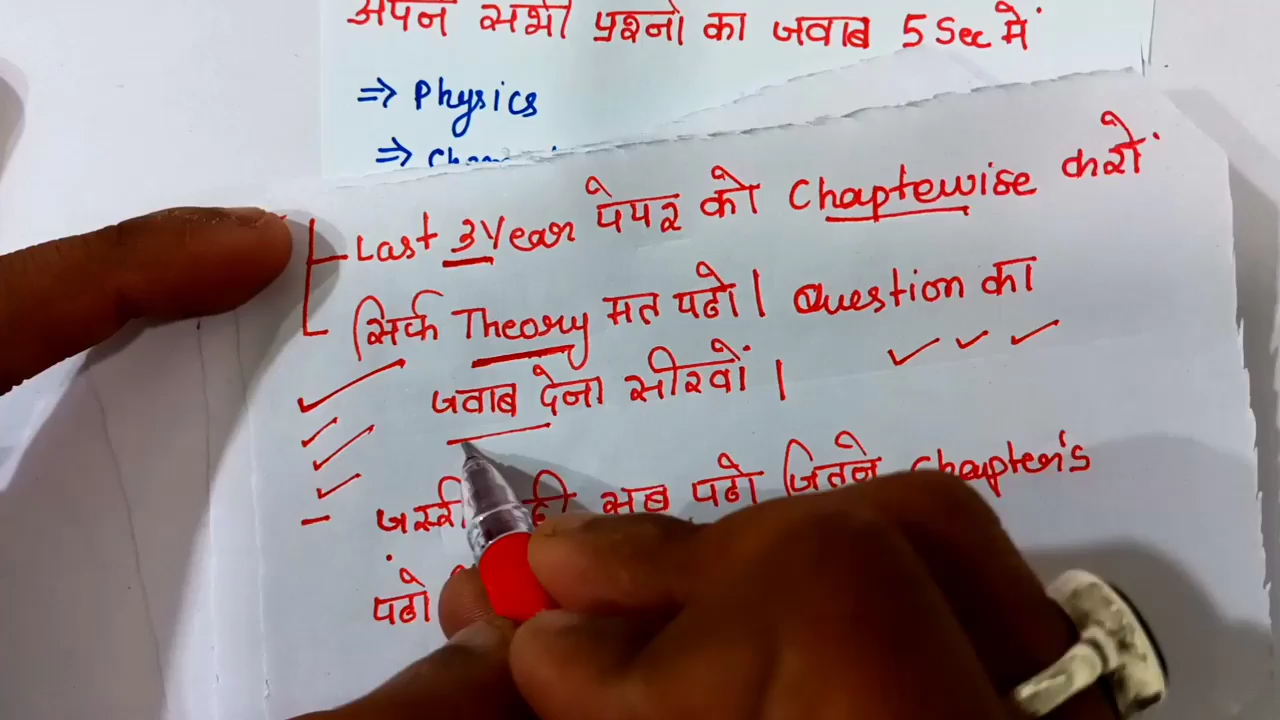 अपने सभी प्रश्नो का जवाब 5 Sec में
⇒ Physics
⇒
Last 3 Year पेपर को Chaptewise करों
सिर्फ Theory मत पढो। Question का
जवाब देना सीखों।
सब पढो जितने Chapter's
पढो